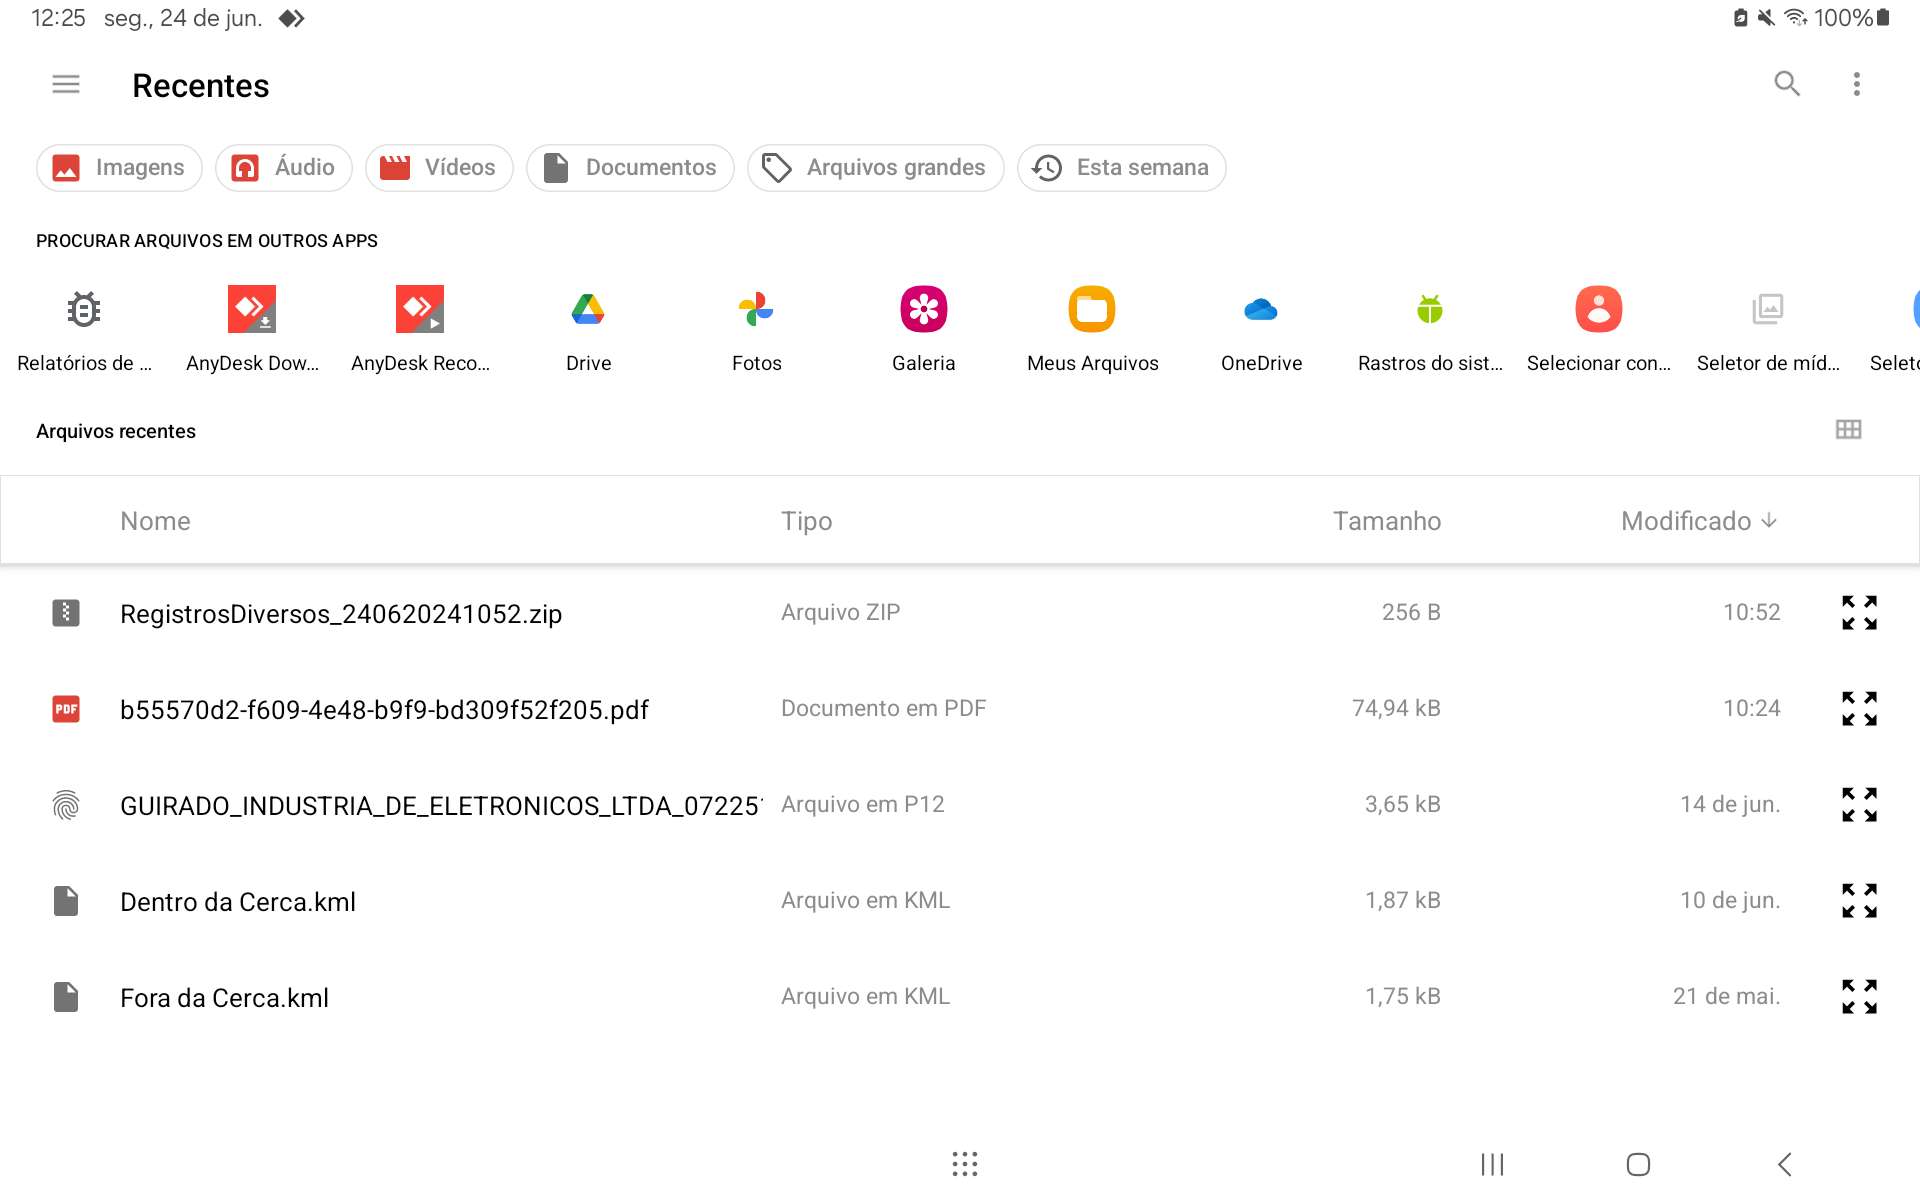 12:25 seg., 24 de jun. 100%
Recentes
Imagens Áudio Vídeos Documentos Arquivos grandes Esta semana
PROCURAR ARQUIVOS EM OUTROS APPS
Relatórios de ... AnyDesk Dow... AnyDesk Reco... Drive Fotos Galeria Meus Arquivos OneDrive Rastros do sist... Selecionar con... Seletor de míd... Seleto
Arquivos recentes
Nome Tipo Tamanho Modificado
RegistrosDiversos_240620241052.zip Arquivo ZIP 256 B 10:52
PDF b55570d2-f609-4e48-b9f9-bd309f52f205.pdf Documento em PDF 74,94 kB 10:24
GUIRADO_INDUSTRIA_DE_ELETRONICOS_LTDA_07225 Arquivo em P12 3,65 kB 14 de jun.
Dentro da Cerca.kml Arquivo em KML 1,87 kB 10 de jun.
Fora da Cerca.kml Arquivo em KML 1,75 kB 21 de mai.